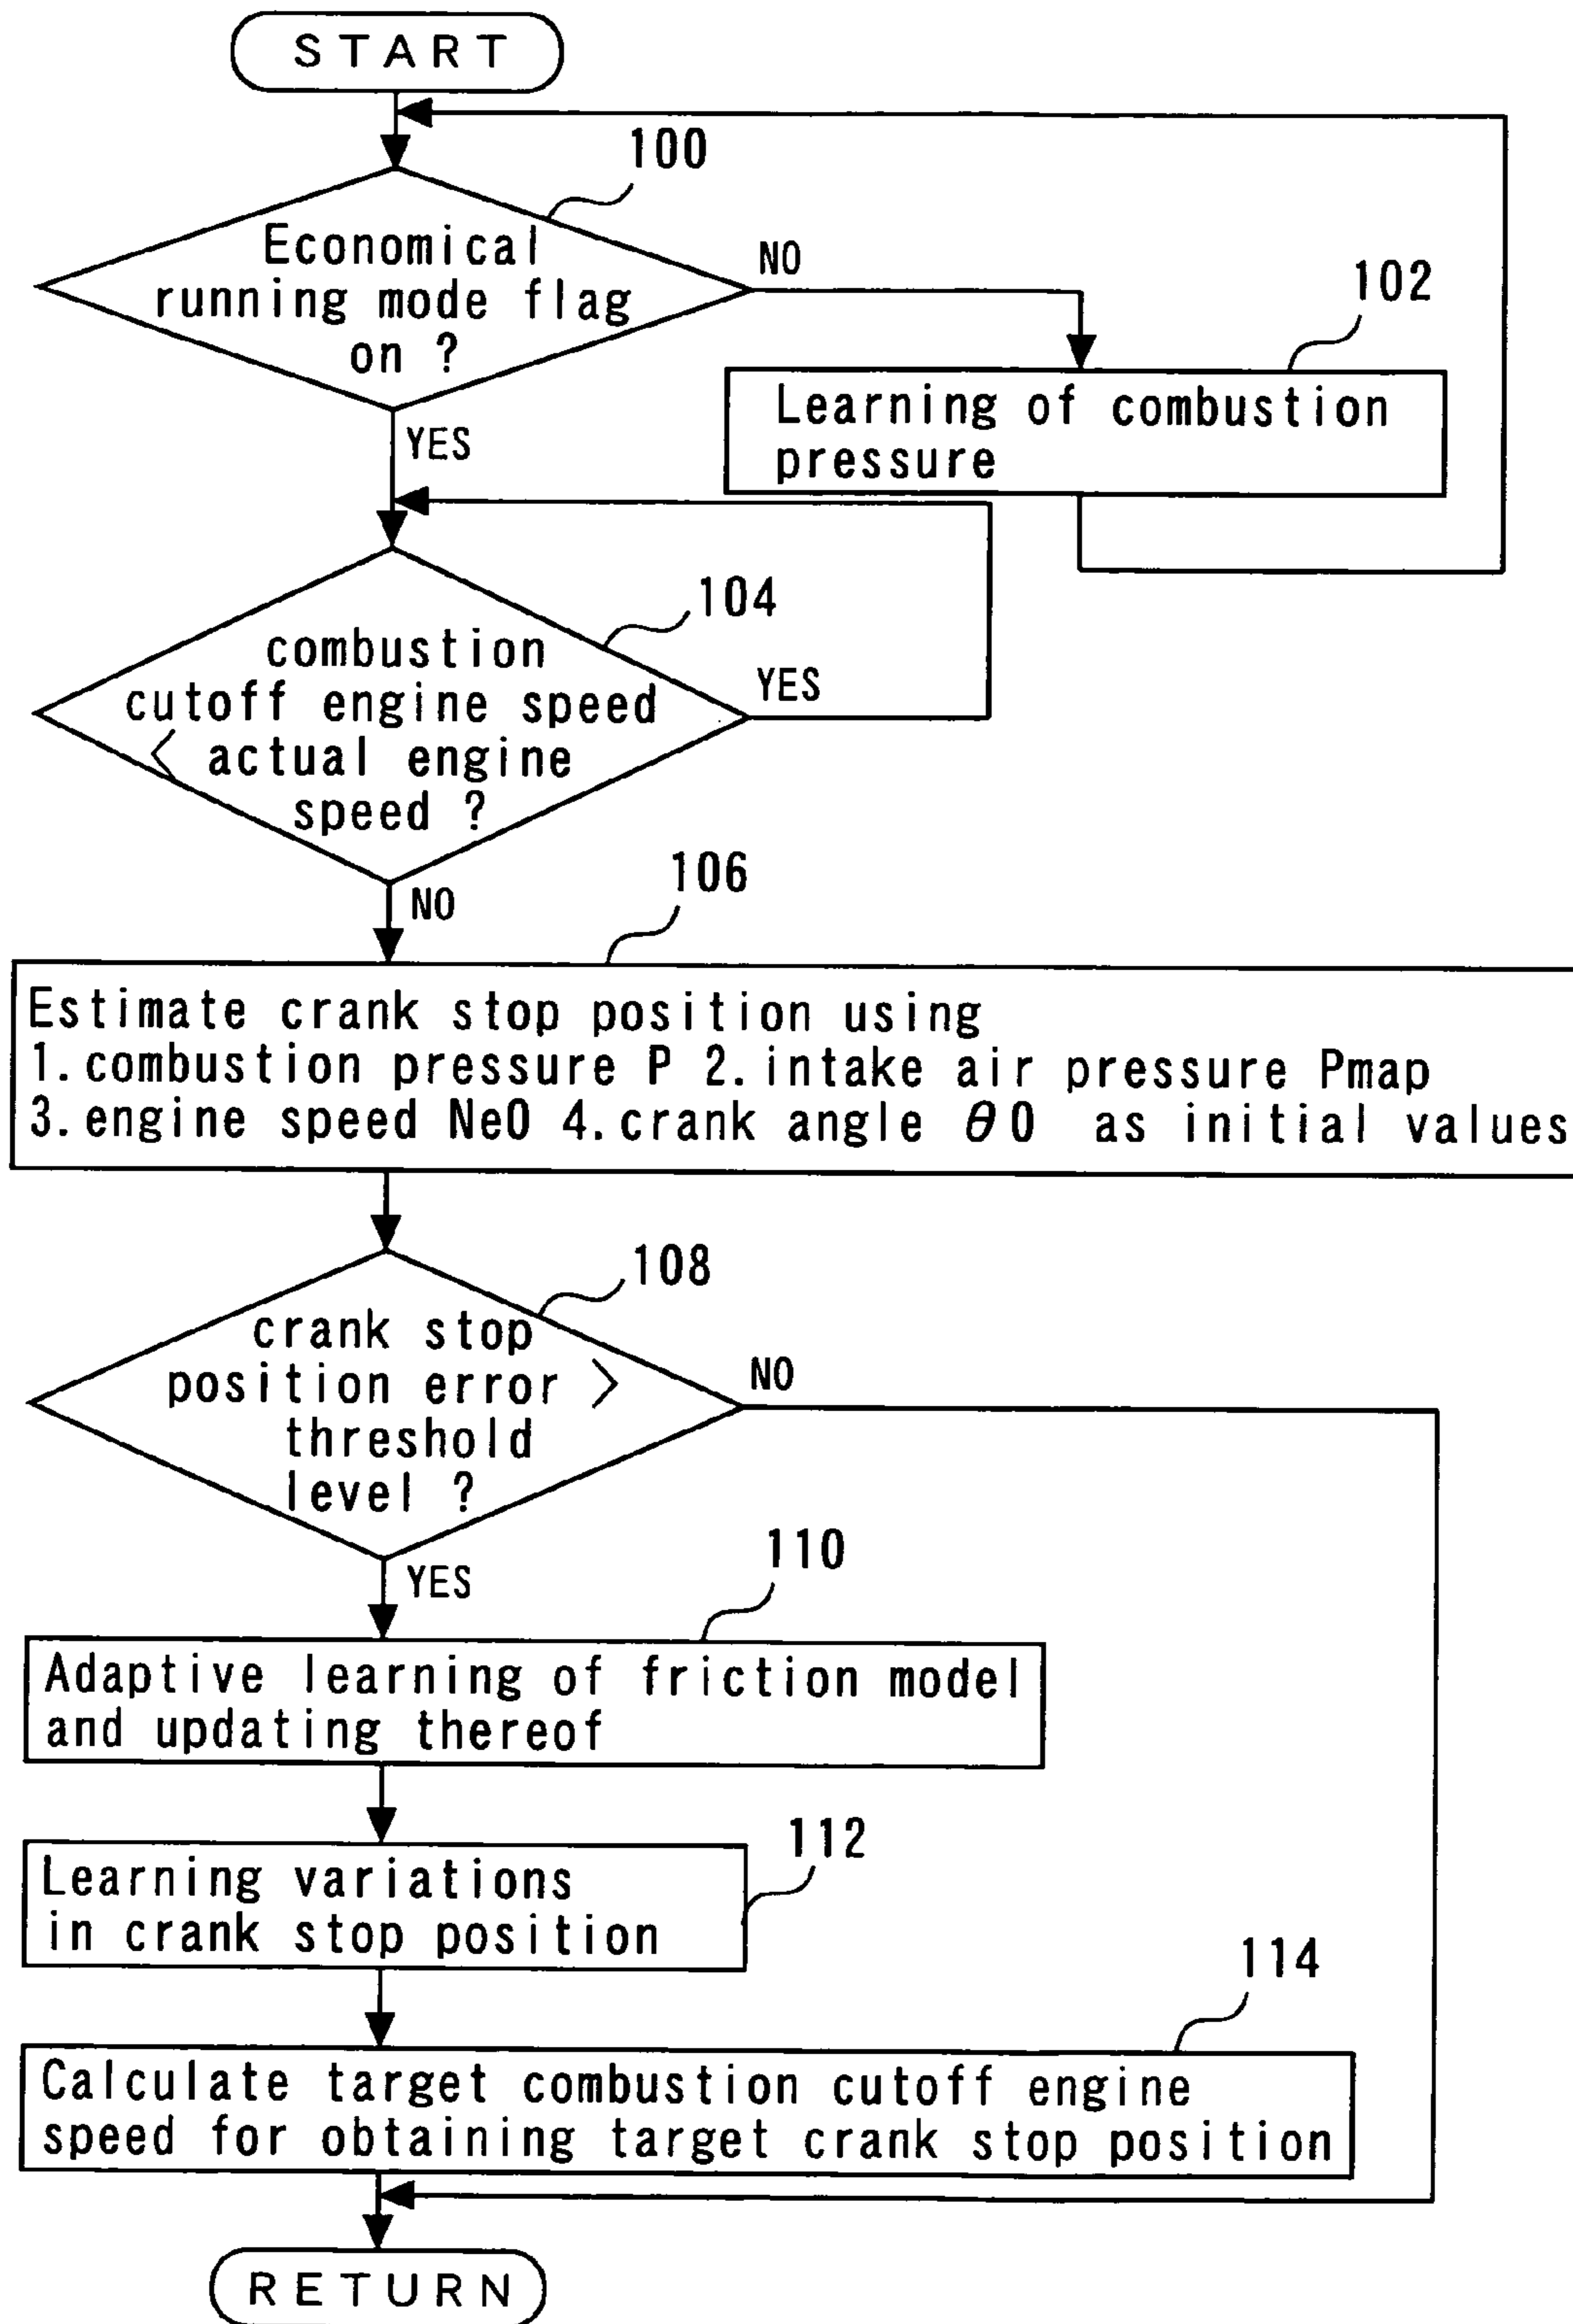 START
100
Economical
running mode flag
on ?
NO
102
Learning of combustion
pressure
YES
104
combustion
cutoff engine speed
< actual engine
speed ?
YES
NO
106
Estimate crank stop position using
1.combustion pressure P 2.intake air pressure Pmap
3.engine speed Ne0 4.crank angle θ0 as initial values
108
crank stop
position error >
threshold
level ?
NO
YES
110
Adaptive learning of friction model
and updating thereof
112
Learning variations
in crank stop position
114
Calculate target combustion cutoff engine
speed for obtaining target crank stop position
RETURN